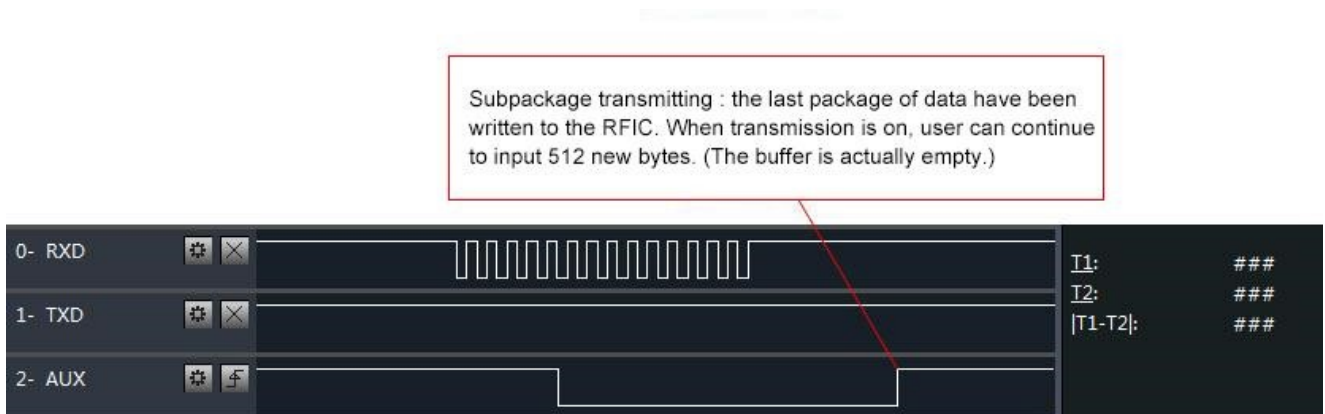 Subpackage transmitting : the last package of data have been
written to the RFIC. When transmission is on, user can continue
to input 512 new bytes. (The buffer is actually empty.)
0- RXD
T1: ###
1- TXD
T2: ###
|T1-T2|: ###
2- AUX